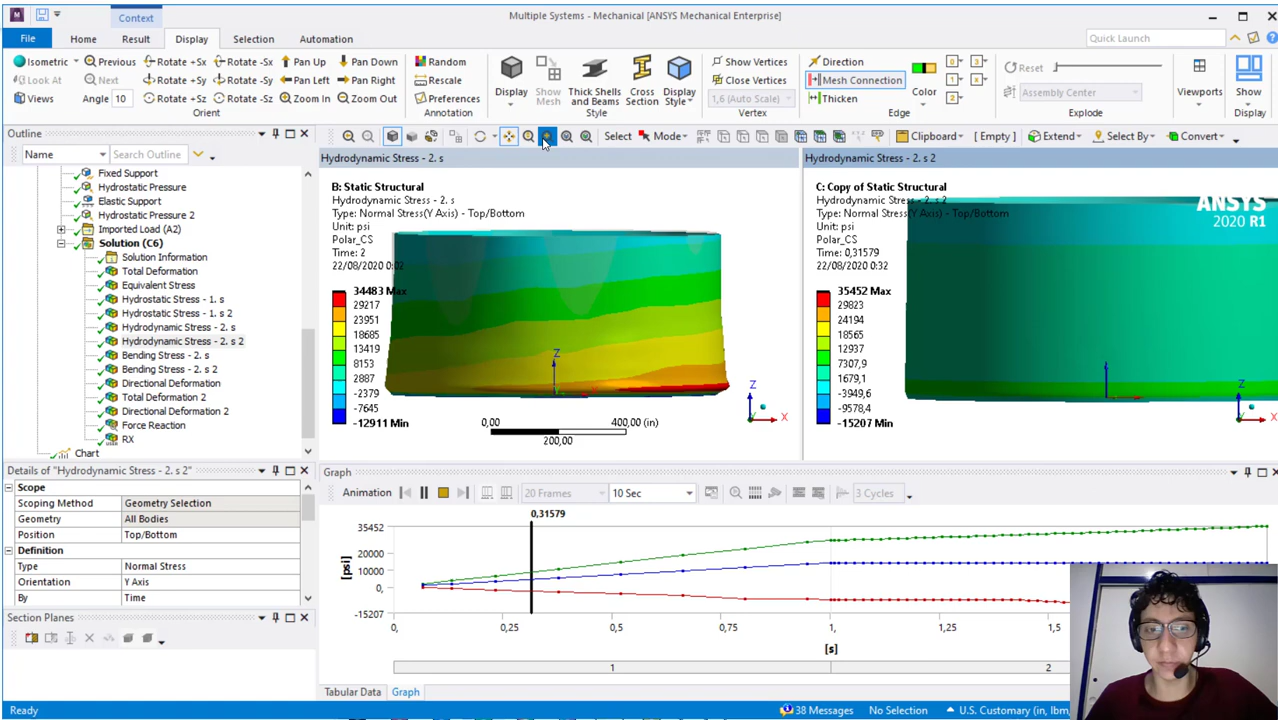 Context
Multiple Systems - Mechanical [ANSYS Mechanical Enterprise]
File Home Result Display Selection Automation Quick Launch
Isometric Previous Rotate +Sx Rotate -Sx Pan Up Pan Down Random Show Vertices Direction Reset
Look At Next Rotate +Sy Rotate -Sy Pan Left Pan Right Rescale Close Vertices Mesh Connection Assembly Center
Views Angle 10 Rotate +Sz Rotate -Sz Zoom In Zoom Out Preferences 1,6 (Auto Scale) Thicken
Display Show Mesh Thick Shells and Beams Cross Section Display Style Color Viewports Show
Orient Annotation Vertex Edge Explode Display
Outline
Name Search Outline
Select Mode Clipboard [ Empty ] Extend Select By Convert
Fixed Support
Hydrostatic Pressure
Elastic Support
Hydrostatic Pressure 2
Imported Load (A2)
Solution (C6)
Solution Information
Total Deformation
Equivalent Stress
Hydrostatic Stress - 1. s
Hydrostatic Stress - 1. s 2
Hydrodynamic Stress - 2. s
Hydrodynamic Stress - 2. s 2
Bending Stress - 2. s
Bending Stress - 2. s 2
Directional Deformation
Total Deformation 2
Directional Deformation 2
Force Reaction
RX
Chart
Hydrodynamic Stress - 2. s
B: Static Structural
Hydrodynamic Stress - 2. s
Type: Normal Stress(Y Axis) - Top/Bottom
Unit: psi
Polar_CS
Time: 2
22/08/2020 0:02
34483 Max
29217
23951
18685
13419
8153
2887
-2379
-7645
-12911 Min
Z
0,00 400,00 (in)
200,00
Z
X
Hydrodynamic Stress - 2. s 2
C: Copy of Static Structural
Hydrodynamic Stress - 2. s 2
Type: Normal Stress(Y Axis) - Top/Bottom
Unit: psi
Polar_CS
Time: 0,31579
22/08/2020 0:32
ANSYS
2020 R1
35452 Max
29823
24194
18565
12937
7307,9
1679,1
-3949,6
-9578,4
-15207 Min
Z
Z
X
Details of "Hydrodynamic Stress - 2. s 2"
Scope
Scoping Method Geometry Selection
Geometry All Bodies
Position Top/Bottom
Definition
Type Normal Stress
Orientation Y Axis
By Time
Section Planes
Graph
Animation 20 Frames 10 Sec 3 Cycles
0,31579
35452
20000
10000
0,
-15207
[psi]
0, 0,25 0,5 0,75 1, 1,25 1,5
[s]
1 2
Tabular Data Graph
Ready 38 Messages No Selection U.S. Customary (in, lbm,